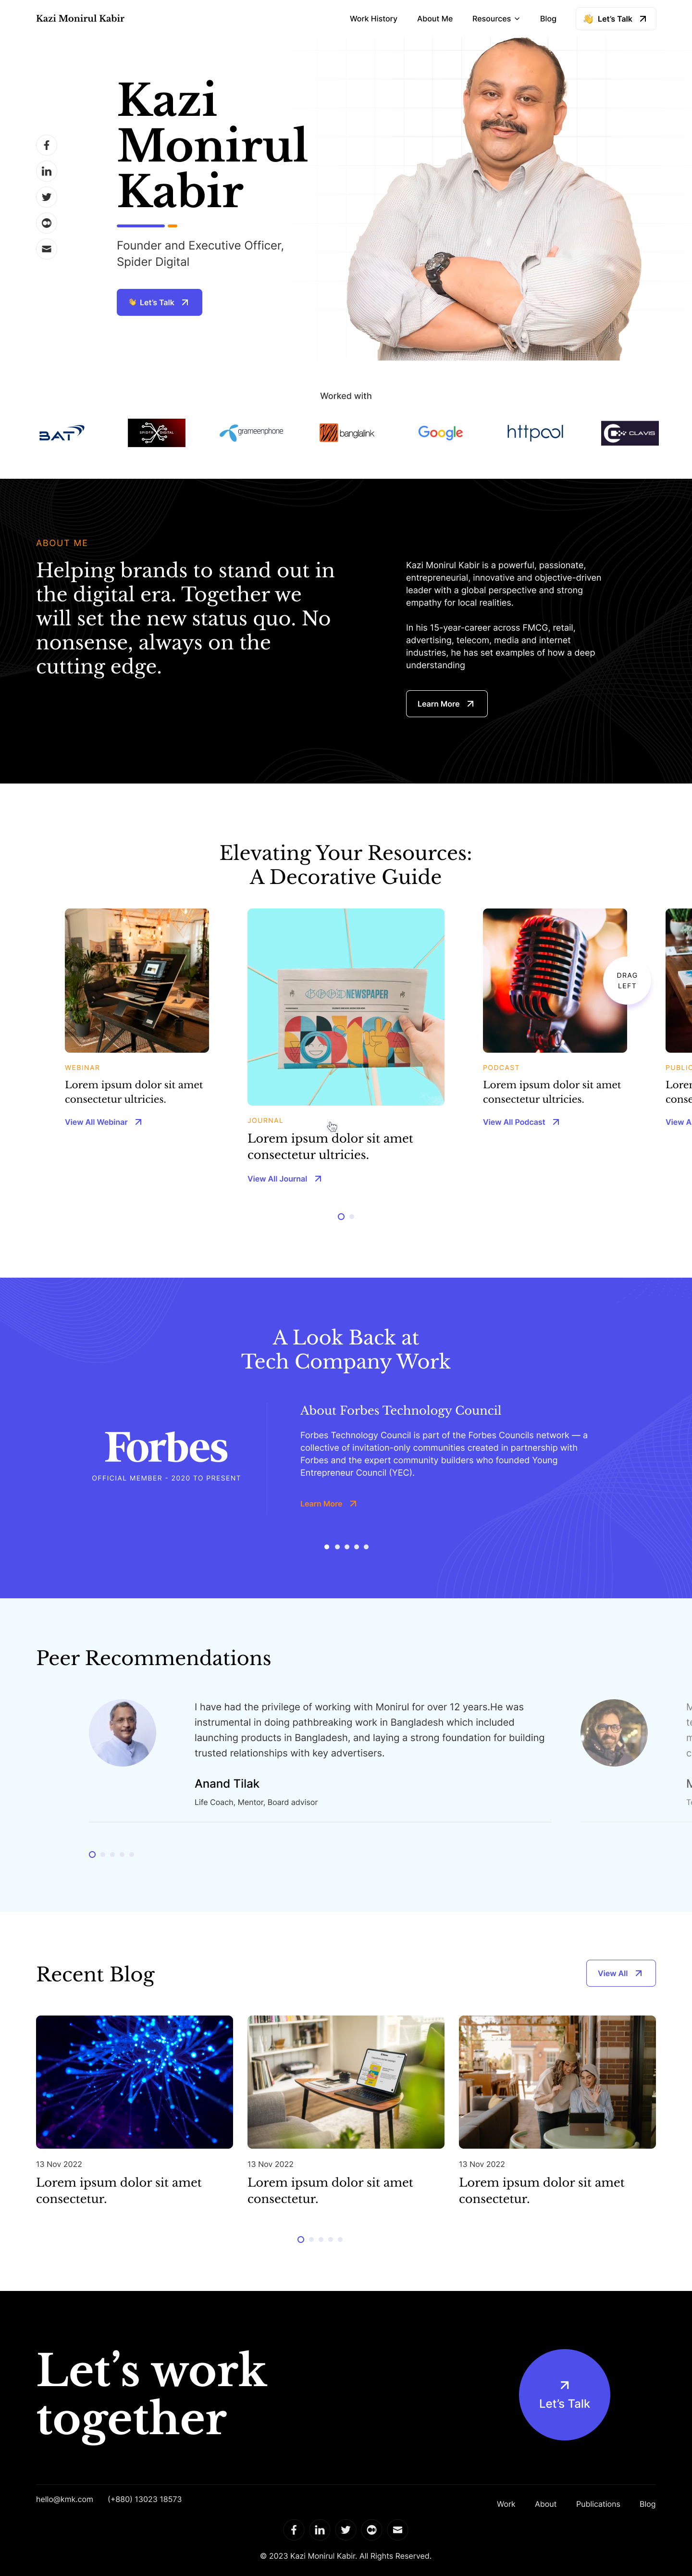 Kazi Monirul Kabir
Work History
About Me
Resources
Blog
Let's Talk
Kazi
Monirul
Kabir
Founder and Executive Officer,
Spider Digital
Let's Talk
Worked with
BAT
SPIDER DIGITAL
grameenphone
banglalink
Google
httpool
CLAVIS
ABOUT ME
Helping brands to stand out in
the digital era. Together we
will set the new status quo. No
nonsense, always on the
cutting edge.
Kazi Monirul Kabir is a powerful, passionate,
entrepreneurial, innovative and objective-driven
leader with a global perspective and strong
empathy for local realities.
In his 15-year-career across FMCG, retail,
advertising, telecom, media and internet
industries, he has set examples of how a deep
understanding
Learn More
Elevating Your Resources:
A Decorative Guide
WEBINAR
Lorem ipsum dolor sit amet
consectetur ultricies.
View All Webinar
GOOD NEWSPAPER
JOURNAL
Lorem ipsum dolor sit amet
consectetur ultricies.
View All Journal
DRAG
LEFT
PODCAST
Lorem ipsum dolor sit amet
consectetur ultricies.
View All Podcast
PUBLIC
Lorem
conse
View A
A Look Back at
Tech Company Work
Forbes
OFFICIAL MEMBER - 2020 TO PRESENT
About Forbes Technology Council
Forbes Technology Council is part of the Forbes Councils network — a
collective of invitation-only communities created in partnership with
Forbes and the expert community builders who founded Young
Entrepreneur Council (YEC).
Learn More
Peer Recommendations
I have had the privilege of working with Monirul for over 12 years.He was
instrumental in doing pathbreaking work in Bangladesh which included
launching products in Bangladesh, and laying a strong foundation for building
trusted relationships with key advertisers.
Anand Tilak
Life Coach, Mentor, Board advisor
Recent Blog
View All
13 Nov 2022
Lorem ipsum dolor sit amet
consectetur.
13 Nov 2022
Lorem ipsum dolor sit amet
consectetur.
13 Nov 2022
Lorem ipsum dolor sit amet
consectetur.
Let's work
together
Let's Talk
hello@kmk.com
(+880) 13023 18573
Work
About
Publications
Blog
© 2023 Kazi Monirul Kabir. All Rights Reserved.